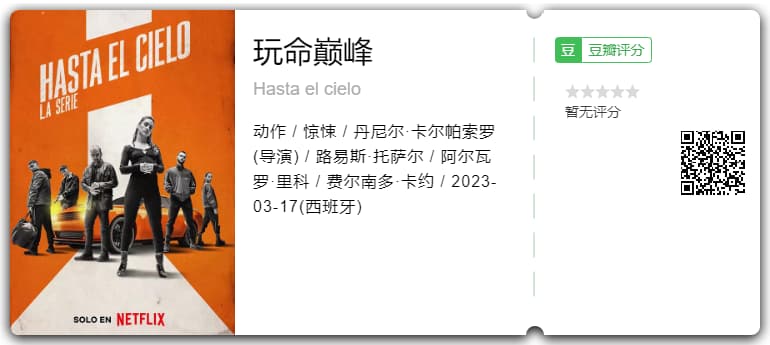 HASTA EL CIELO
LA SERIE
SOLO EN NETFLIX
玩命巅峰
Hasta el cielo
动作 / 惊悚 / 丹尼尔·卡尔帕索罗
(导演) / 路易斯·托萨尔 / 阿尔瓦
罗·里科 / 费尔南多·卡约 / 2023-
03-17(西班牙)
豆 豆瓣评分
暂无评分